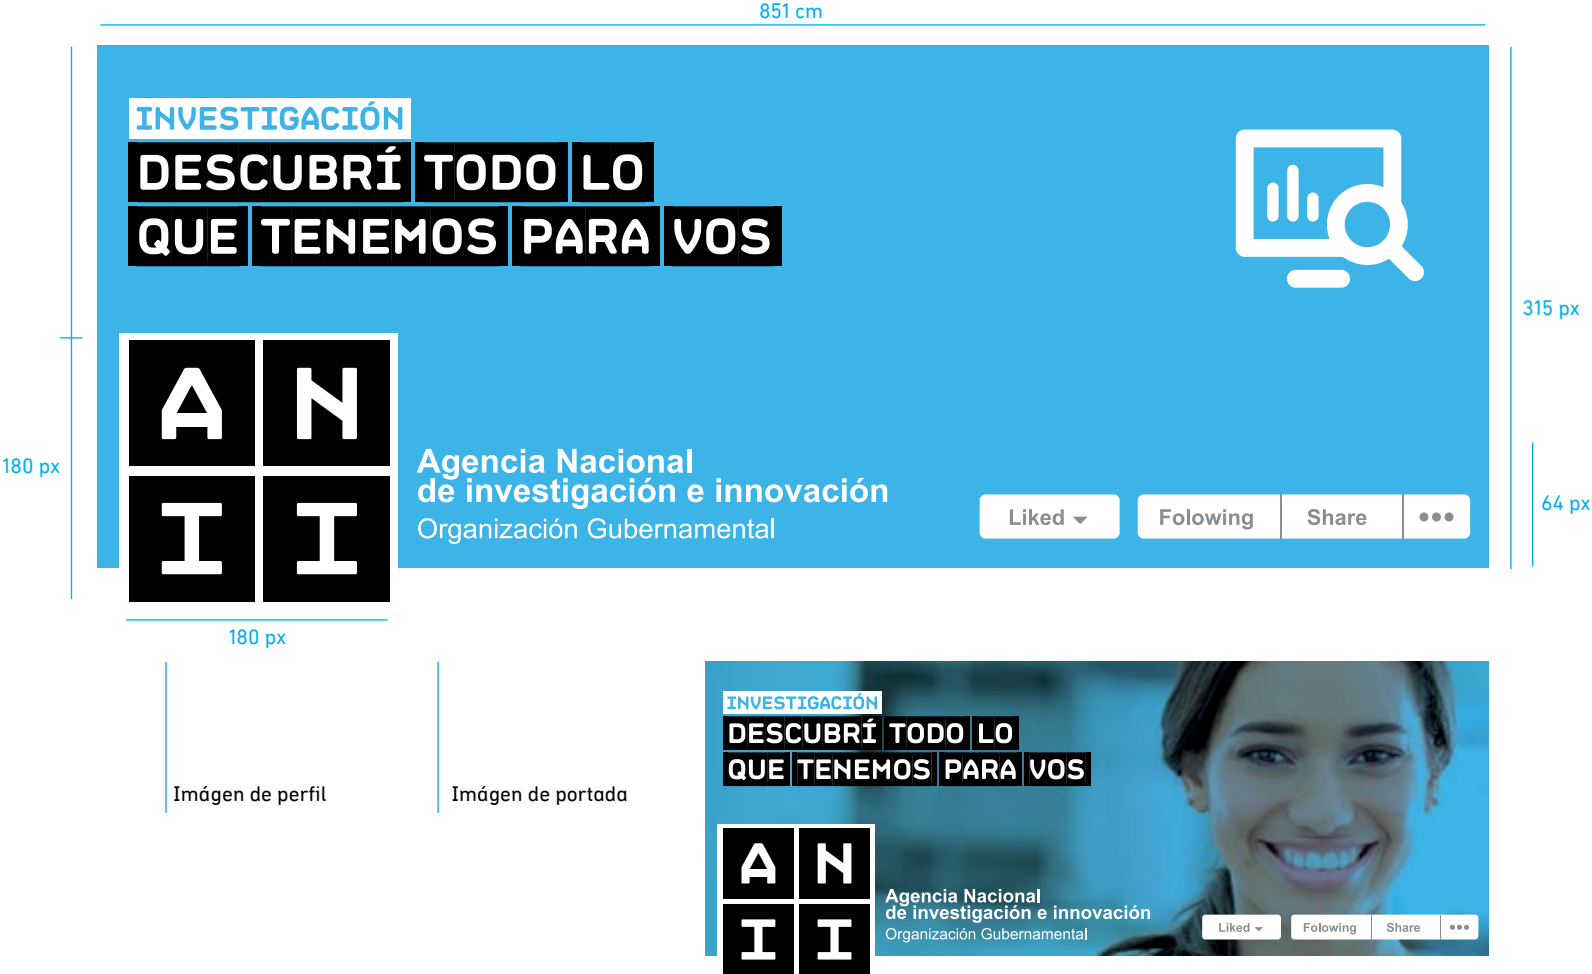 851 cm
INVESTIGACIÓN
DESCUBRÍ TODO LO
QUE TENEMOS PARA VOS
315 px
A N
I I
180 px
Agencia Nacional
de investigación e innovación
Organización Gubernamental
Liked
Folowing
Share
64 px
180 px
Imágen de perfil
Imágen de portada
INVESTIGACIÓN
DESCUBRÍ TODO LO
QUE TENEMOS PARA VOS
A N
I I
Agencia Nacional
de investigación e innovación
Organización Gubernamental
Liked
Folowing
Share